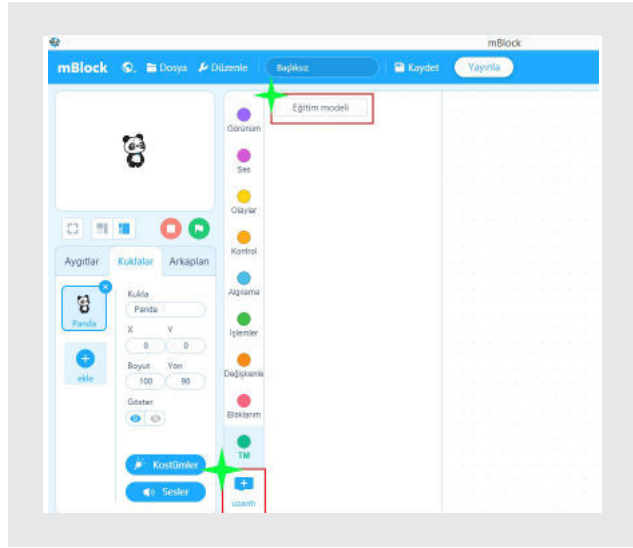 mBlock
mBlock Dosya Düzenle Başlıksız Kaydet Yayınla
Eğitim modeli
Görünüm
Ses
Olaylar
Kontrol
Algılama
İşlemler
Değişkenle
Bloklarım
TM
uzantı
Aygıtlar Kuklalar Arkaplan
Panda
ekle
Kukla
Panda
X Y
0 0
Boyut Yön
100 90
Göster
Kostümler
Sesler